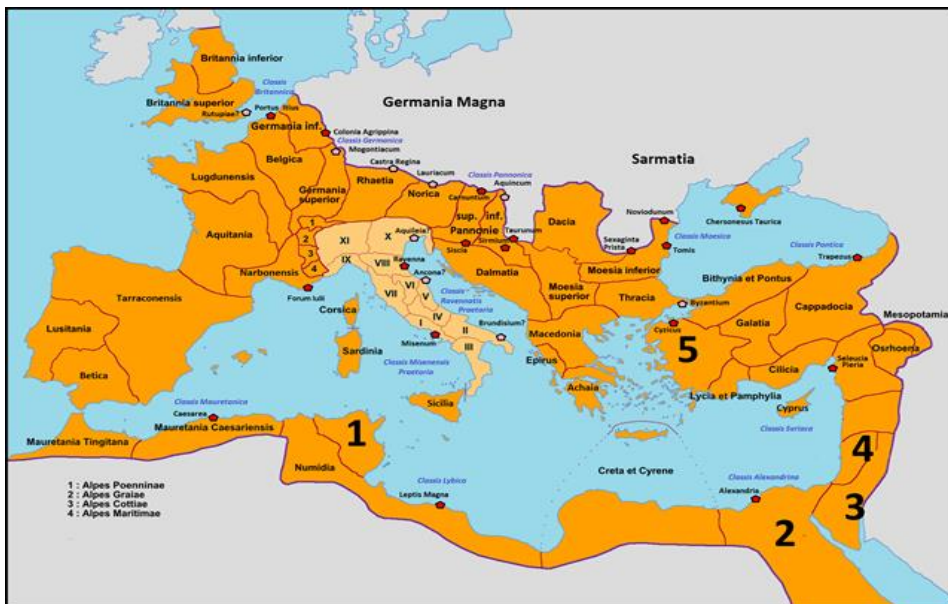 Britannia inferior
Classis
Britannica
Britannia superior
Rutupiae?
Portus Itius
Germania inf.
Colonia Agrippina
Classis Germanica
Mogontiacum
Germania Magna
Sarmatia
Belgica
Lugdunensis
Germania
superior
Rhaetia
Castra Regina
Lauriacum
Norica
Classis Pannonica
Carnuntum
Aquincum
sup.
inf.
Pannonie
Taurunum
Sirmium
Siscia
Dacia
Noviodunum
Chersonesus Taurica
Sexaginta
Prista
Classis Moesica
Tomis
Classis Pontica
Trapezus
Aquitania
Narbonensis
1
2
3
4
Forum Iulii
XI
X
IX
VIII
VII
VI
V
IV
I
II
III
Aquileia?
Ravenna
Ancona?
Classis
Ravennatis
Praetoria
Brundisium?
Misenum
Classis Misenensis
Praetoria
Dalmatia
Moesia
superior
Moesia inferior
Thracia
Byzantium
Bithynia et Pontus
Cappadocia
Mesopotamia
Osrhoena
Galatia
Cyzicus
5
Macedonia
Epirus
Achaia
Cilicia
Seleucia
Pieria
Lycia et Pamphylia
Cyprus
Classis Seriaca
Tarraconensis
Lusitania
Betica
Corsica
Sardinia
Sicilia
Classis Mauretanica
Caesarea
Mauretania Tingitana
Mauretania Caesariensis
Numidia
1
Classis Lybica
Leptis Magna
Creta et Cyrene
Classis Alexandrina
Alexandria
2
3
4
1 : Alpes Poenninae
2 : Alpes Graiae
3 : Alpes Cottiae
4 : Alpes Maritimae